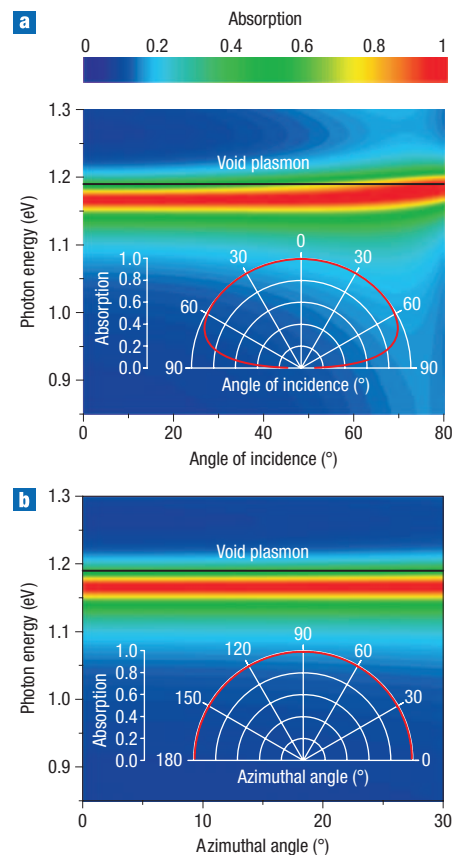 a
Absorption
0 0.2 0.4 0.6 0.8 1
1.3
1.2
1.1
1.0
0.9
Photon energy (eV)
Void plasmon
1.0
0.8
0.6
0.4
0.2
0.0
Absorption
90 60 30 0 30 60 90
Angle of incidence (°)
0 20 40 60 80
Angle of incidence (°)
b
1.3
1.2
1.1
1.0
0.9
Photon energy (eV)
Void plasmon
1.0
0.8
0.6
0.4
0.2
0.0
Absorption
180 150 120 90 60 30 0
Azimuthal angle (°)
0 10 20 30
Azimuthal angle (°)